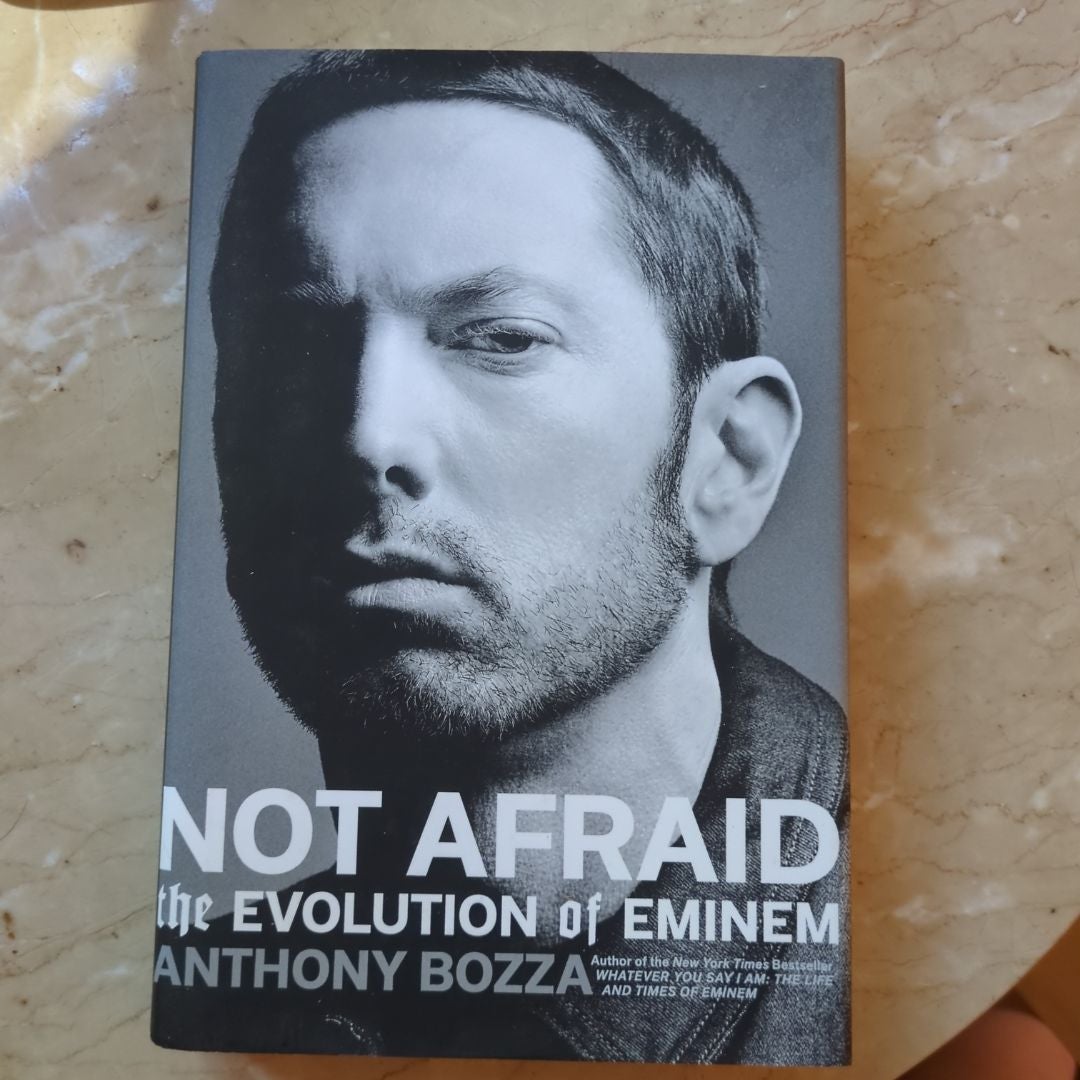 NOT AFRAID
the EVOLUTION of EMINEM
ANTHONY BOZZA
Author of the New York Times Bestseller
WHATEVER YOU SAY I AM: THE LIFE
AND TIMES OF EMINEM